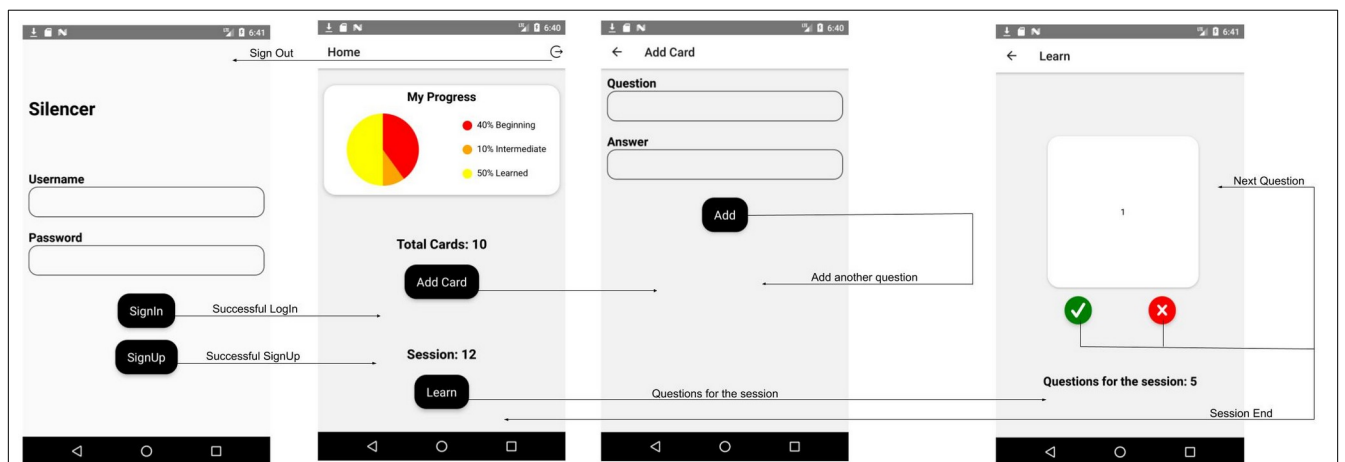 6:41
Silencer
Username
Password
SignIn
SignUp
Sign Out
Successful LogIn
Successful SignUp
6:40
Home
My Progress
40% Beginning
10% Intermediate
50% Learned
Total Cards: 10
Add Card
Session: 12
Learn
6:40
Add Card
Question
Answer
Add
Add another question
Questions for the session
6:41
Learn
1
Next Question
Questions for the session: 5
Session End